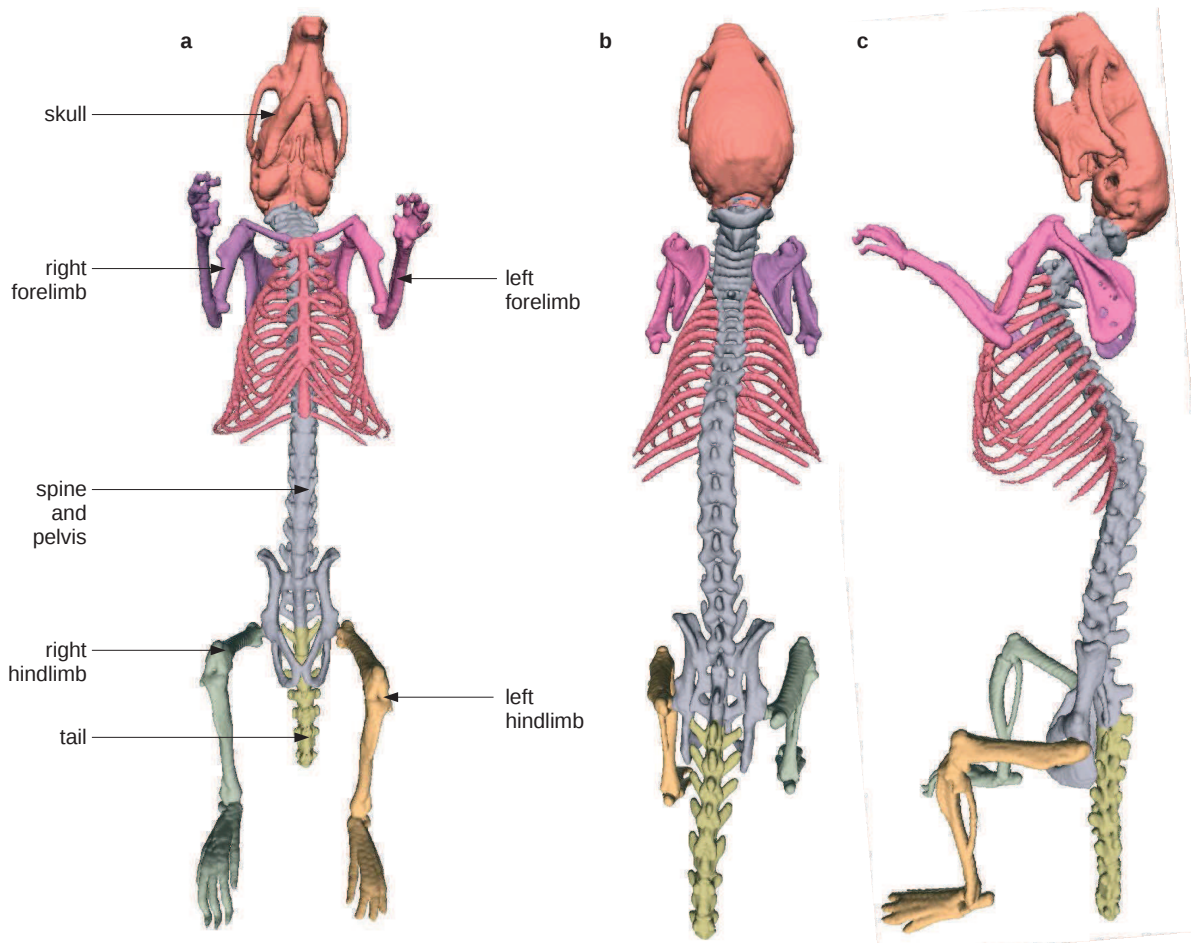 a
b
c
skull
right
forelimb
left
forelimb
spine
and
pelvis
right
hindlimb
left
hindlimb
tail